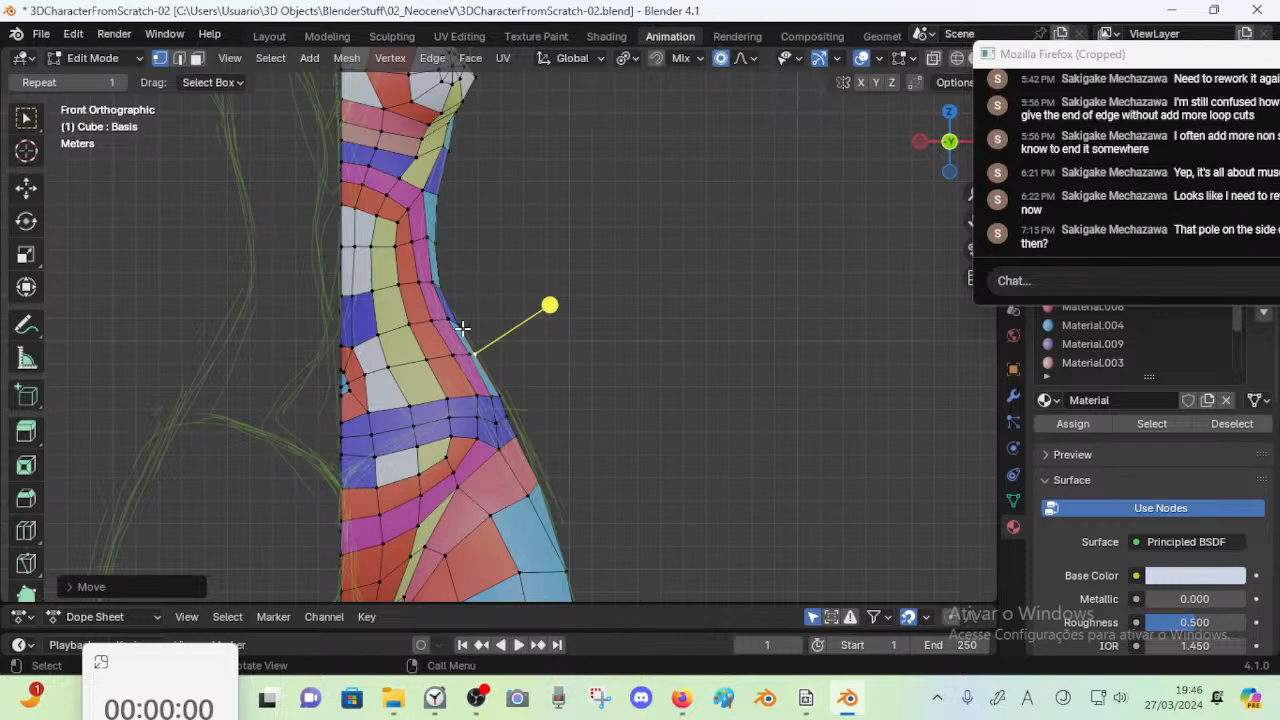 * 3DCharacterFromScratch-02 [C:\Users\Usuario\3D Objects\BlenderStuff\02_NeoceneV\3DCharacterFromScratch-02.blend] - Blender 4.1
File Edit Render Window Help Layout Modeling Sculpting UV Editing Texture Paint Shading Animation Rendering Compositing Geomet Scene ViewLayer
Edit Mode View Select Add Mesh Vertex Edge Face UV Global Mix
Repeat 1 Drag: Select Box X Y Z Options
Front Orthographic
(1) Cube : Basis
Meters
Z
-Y
Mozilla Firefox (Cropped)
5:42 PM Sakigake Mechazawa Need to rework it agai
5:56 PM Sakigake Mechazawa I'm still confused how
give the end of edge without add more loop cuts
5:56 PM Sakigake Mechazawa I often add more non s
know to end it somewhere
6:21 PM Sakigake Mechazawa Yep, it's all about mus
6:22 PM Sakigake Mechazawa Looks like I need to re
now
7:15 PM Sakigake Mechazawa That pole on the side
then?
Chat...
Material.004
Material.009
Material.003
Material
Assign Select Deselect
Preview
Surface
Use Nodes
Surface Principled BSDF
Base Color
Metallic 0.000
Roughness 0.500
IOR 1.450
Move
Dope Sheet View Select Marker Channel Key
Ativar o Windows
Acesse Configurações para ativar o Windows.
1 Start 1 End 250
Select Call Menu 4.1.0
00:00:00
1
19:46
27/03/2024
PRE